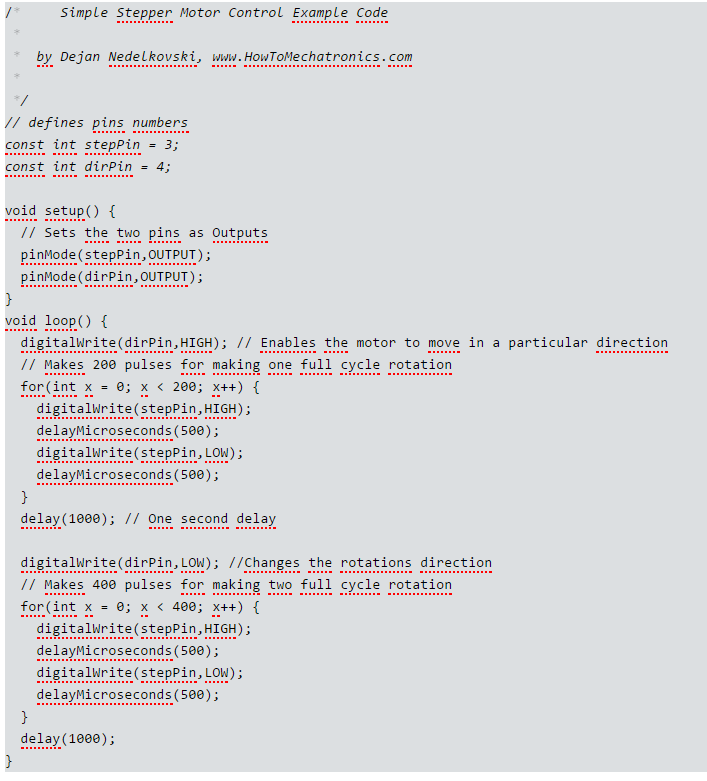 /*     Simple Stepper Motor Control Example Code
 *
 *  by Dejan Nedelkovski, www.HowToMechatronics.com
 *
 */
// defines pins numbers
const int stepPin = 3;
const int dirPin = 4;

void setup() {
  // Sets the two pins as Outputs
  pinMode(stepPin,OUTPUT);
  pinMode(dirPin,OUTPUT);
}
void loop() {
  digitalWrite(dirPin,HIGH); // Enables the motor to move in a particular direction
  // Makes 200 pulses for making one full cycle rotation
  for(int x = 0; x < 200; x++) {
    digitalWrite(stepPin,HIGH);
    delayMicroseconds(500);
    digitalWrite(stepPin,LOW);
    delayMicroseconds(500);
  }
  delay(1000); // One second delay

  digitalWrite(dirPin,LOW); //Changes the rotations direction
  // Makes 400 pulses for making two full cycle rotation
  for(int x = 0; x < 400; x++) {
    digitalWrite(stepPin,HIGH);
    delayMicroseconds(500);
    digitalWrite(stepPin,LOW);
    delayMicroseconds(500);
  }
  delay(1000);
}